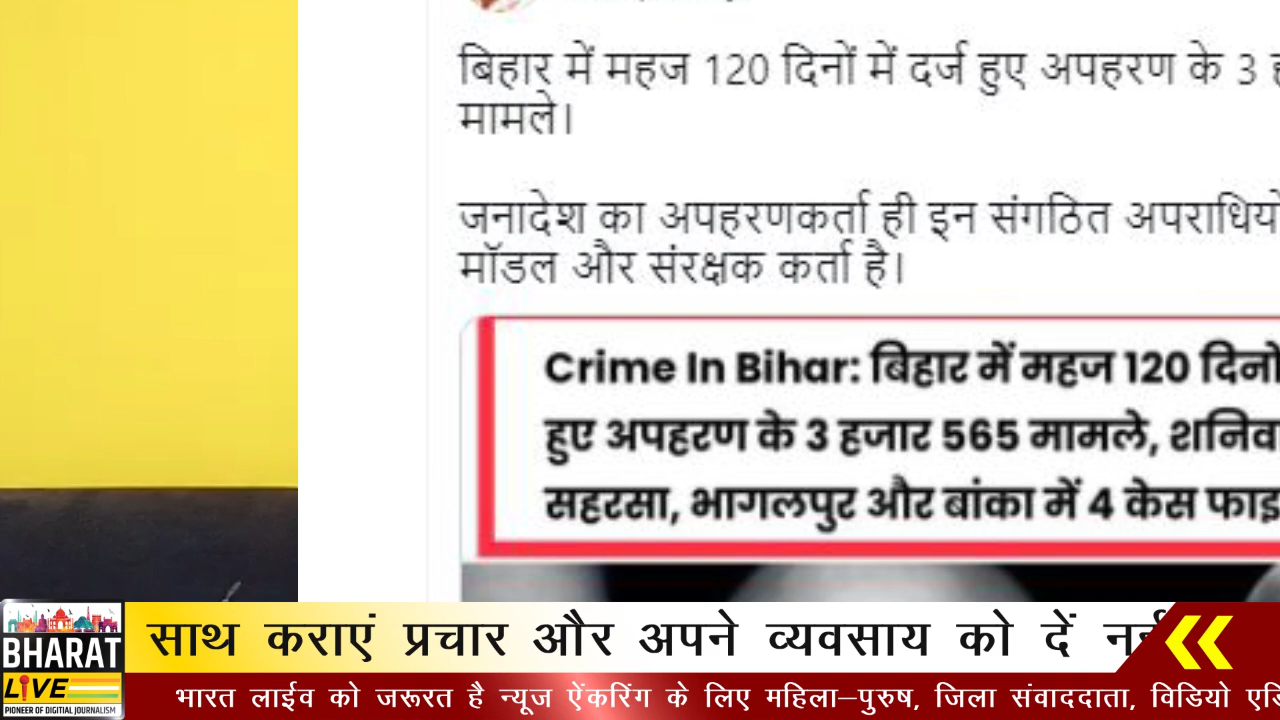 बिहार में महज 120 दिनों में दर्ज हुए अपहरण के 3
मामले।
जनादेश का अपहरणकर्ता ही इन संगठित अपराधियो
मॉडल और संरक्षक कर्ता है।
Crime In Bihar: बिहार में महज 120 दिनो
हुए अपहरण के 3 हजार 565 मामले, शनिव
सहरसा, भागलपुर और बांका में 4 केस फाइ
साथ कराएं प्रचार और अपने व्यवसाय को दें
BHARAT
LIVE
PIONEER OF DIGITAL JOURNALISM
भारत लाईव को जरूरत है न्यूज ऐंकरिंग के लिए महिला–पुरुष, जिला संवाददाता, विडियो